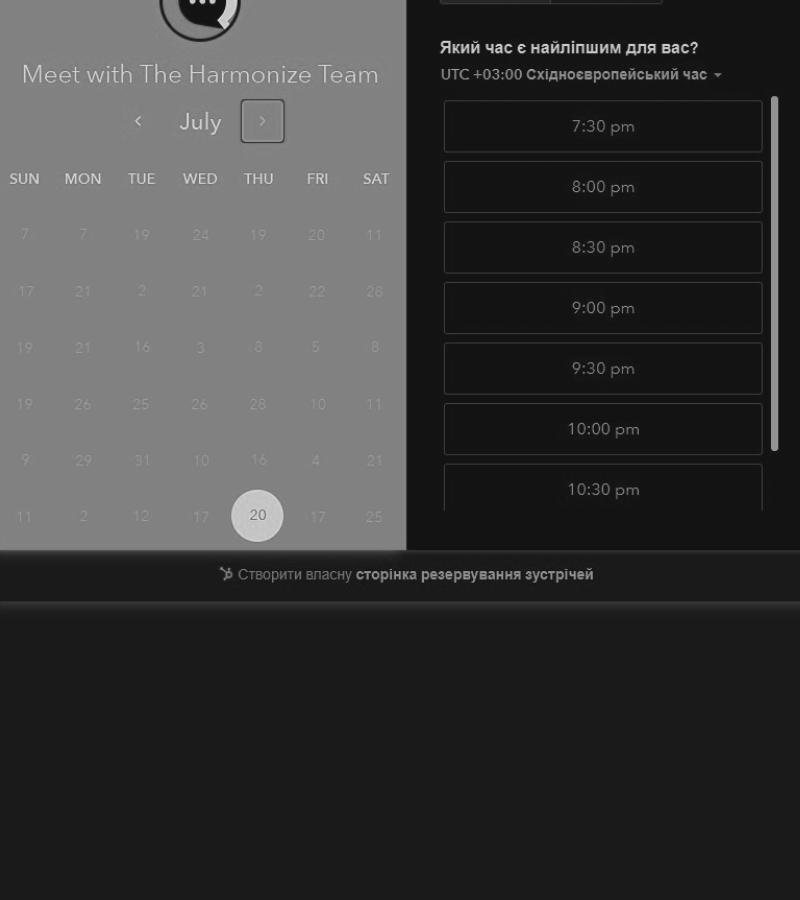 Meet with The Harmonize Team
July
SUN MON TUE WED THU FRI SAT
7 7 19 24 19 20 11
17 21 2 21 2 22 28
19 21 16 3 8 5 8
19 26 25 26 28 10 11
9 29 31 10 16 4 21
11 2 12 17 20 17 25
Який час є найліпшим для вас?
UTC +03:00 Східноєвропейський час
7:30 pm
8:00 pm
8:30 pm
9:00 pm
9:30 pm
10:00 pm
10:30 pm
Створити власну сторінка резервування зустрічей